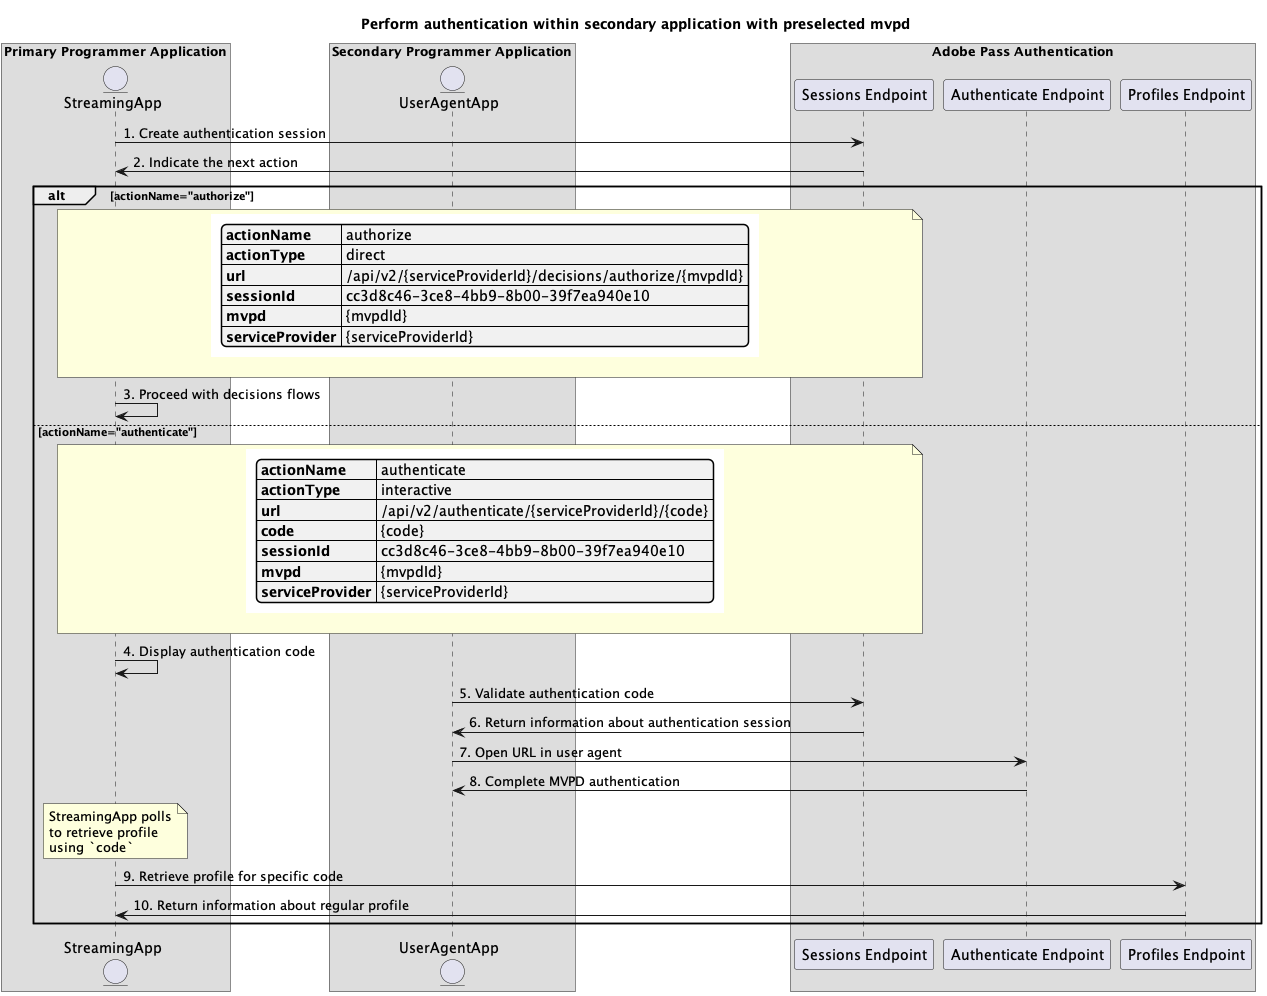 Perform authentication within secondary application with preselected mvpd
Primary Programmer Application
Secondary Programmer Application
Adobe Pass Authentication
StreamingApp
UserAgentApp
Sessions Endpoint
Authenticate Endpoint
Profiles Endpoint
1. Create authentication session
2. Indicate the next action
alt [actionName="authorize"]
actionName authorize
actionType direct
url /api/v2/{serviceProviderId}/decisions/authorize/{mvpdId}
sessionId cc3d8c46-3ce8-4bb9-8b00-39f7ea940e10
mvpd {mvpdId}
serviceProvider {serviceProviderId}
3. Proceed with decisions flows
[actionName="authenticate"]
actionName authenticate
actionType interactive
url /api/v2/authenticate/{serviceProviderId}/{code}
code {code}
sessionId cc3d8c46-3ce8-4bb9-8b00-39f7ea940e10
mvpd {mvpdId}
serviceProvider {serviceProviderId}
4. Display authentication code
5. Validate authentication code
6. Return information about authentication session
7. Open URL in user agent
8. Complete MVPD authentication
StreamingApp polls
to retrieve profile
using `code`
9. Retrieve profile for specific code
10. Return information about regular profile
StreamingApp
UserAgentApp
Sessions Endpoint
Authenticate Endpoint
Profiles Endpoint